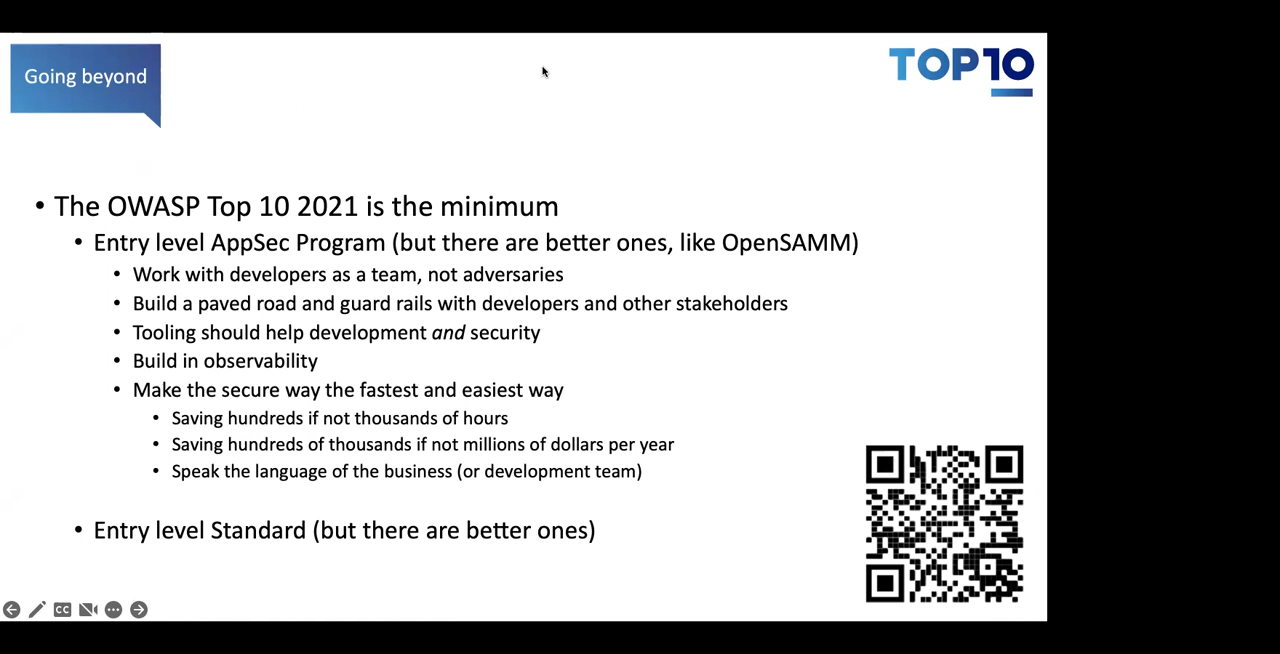 Going beyond
TOP10
• The OWASP Top 10 2021 is the minimum
• Entry level AppSec Program (but there are better ones, like OpenSAMM)
• Work with developers as a team, not adversaries
• Build a paved road and guard rails with developers and other stakeholders
• Tooling should help development and security
• Build in observability
• Make the secure way the fastest and easiest way
• Saving hundreds if not thousands of hours
• Saving hundreds of thousands if not millions of dollars per year
• Speak the language of the business (or development team)
• Entry level Standard (but there are better ones)
CC